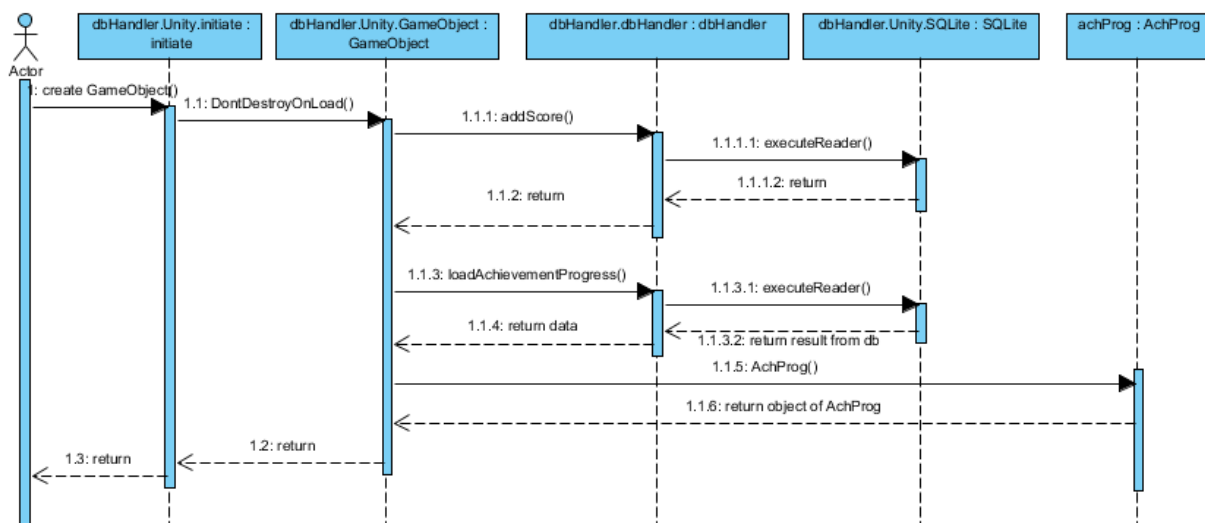 dbHandler.Unity.initiate :
initiate
dbHandler.Unity.GameObject :
GameObject
dbHandler.dbHandler : dbHandler
dbHandler.Unity.SQLite : SQLite
achProg : AchProg
Actor
1: create GameObject()
1.1: DontDestroyOnLoad()
1.1.1: addScore()
1.1.1.1: executeReader()
1.1.1.2: return
1.1.2: return
1.1.3: loadAchievementProgress()
1.1.3.1: executeReader()
1.1.4: return data
1.1.3.2: return result from db
1.1.5: AchProg()
1.1.6: return object of AchProg
1.2: return
1.3: return